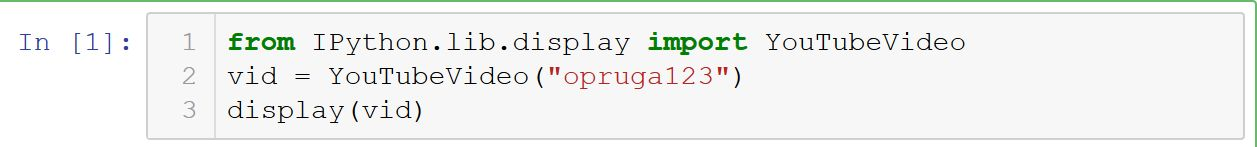 In [1]:
1 from IPython.lib.display import YouTubeVideo
2 vid = YouTubeVideo("opruga123")
3 display(vid)